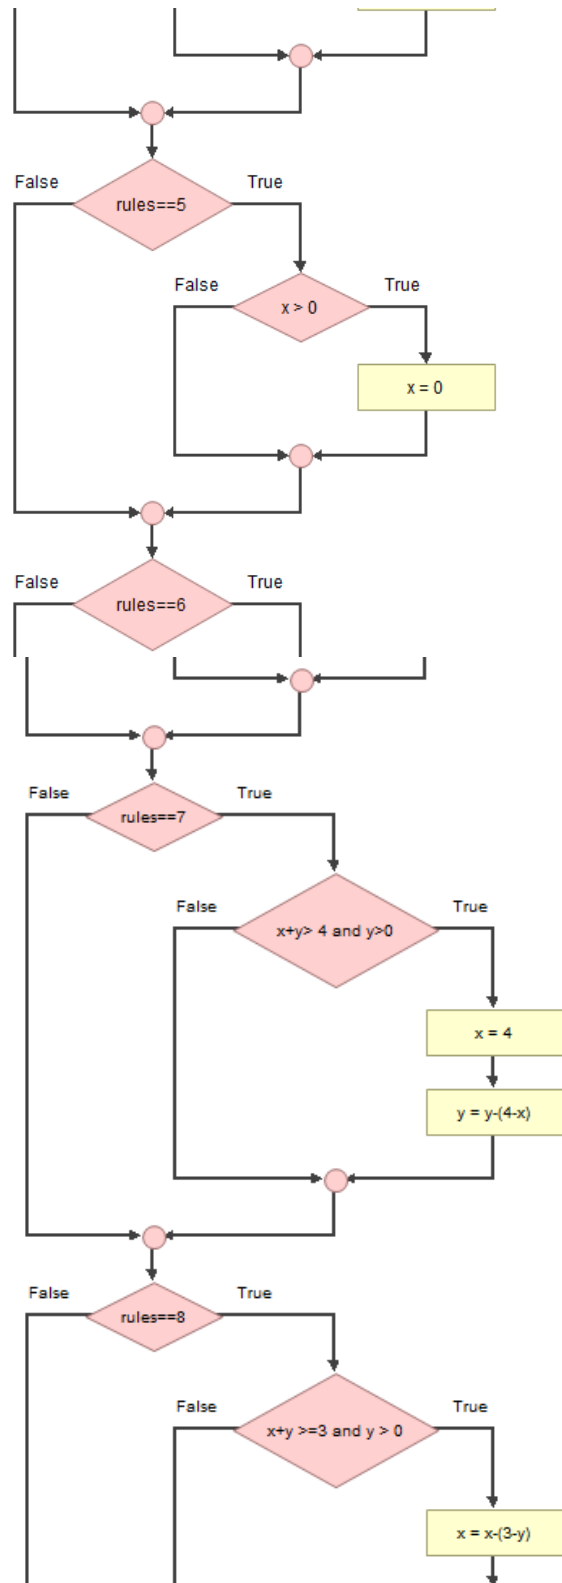 False
True
rules==5
False
True
x > 0
x = 0
False
True
rules==6
False
True
rules==7
False
True
x+y> 4 and y>0
x = 4
y = y-(4-x)
False
True
rules==8
False
True
x+y >=3 and y > 0
x = x-(3-y)